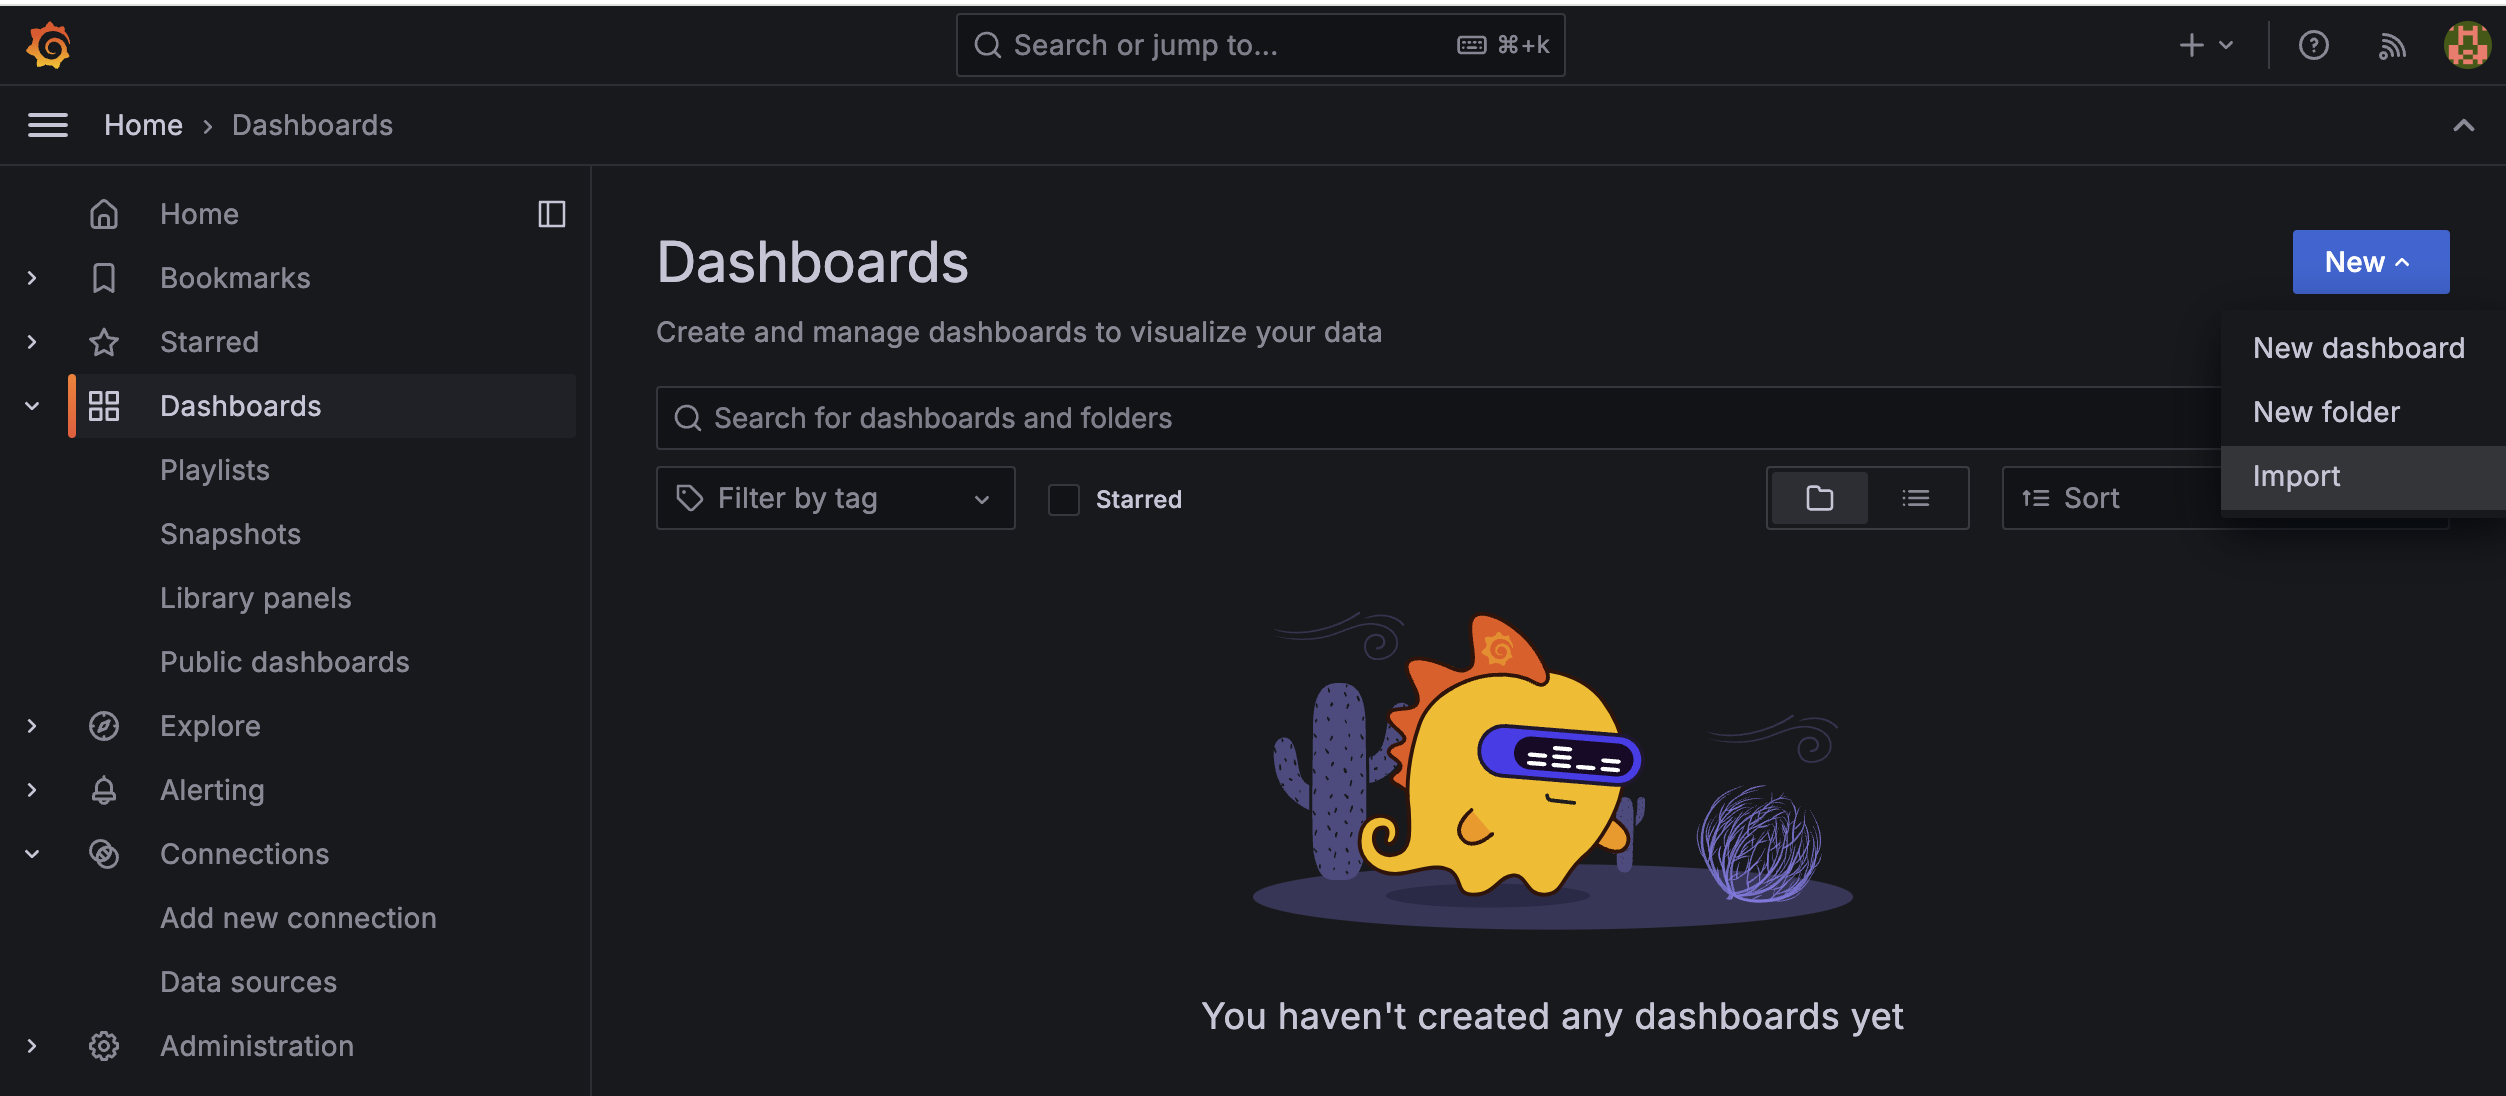 Search or jump to...
⌘+k
Home
Dashboards
Home
Bookmarks
Starred
Dashboards
Playlists
Snapshots
Library panels
Public dashboards
Explore
Alerting
Connections
Add new connection
Data sources
Administration
Dashboards
New
Create and manage dashboards to visualize your data
New dashboard
New folder
Import
Search for dashboards and folders
Filter by tag
Starred
Sort
You haven't created any dashboards yet